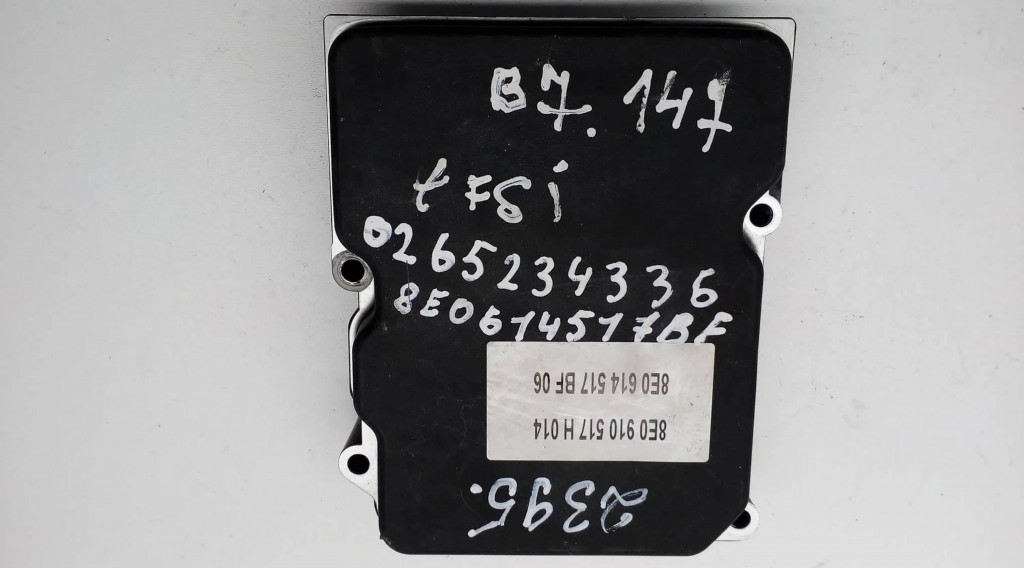 B7. 147
tFSi
0265234336
8E0614517BF
8E0 614 517 BF 06
8E0 910 517 H 014
2395.